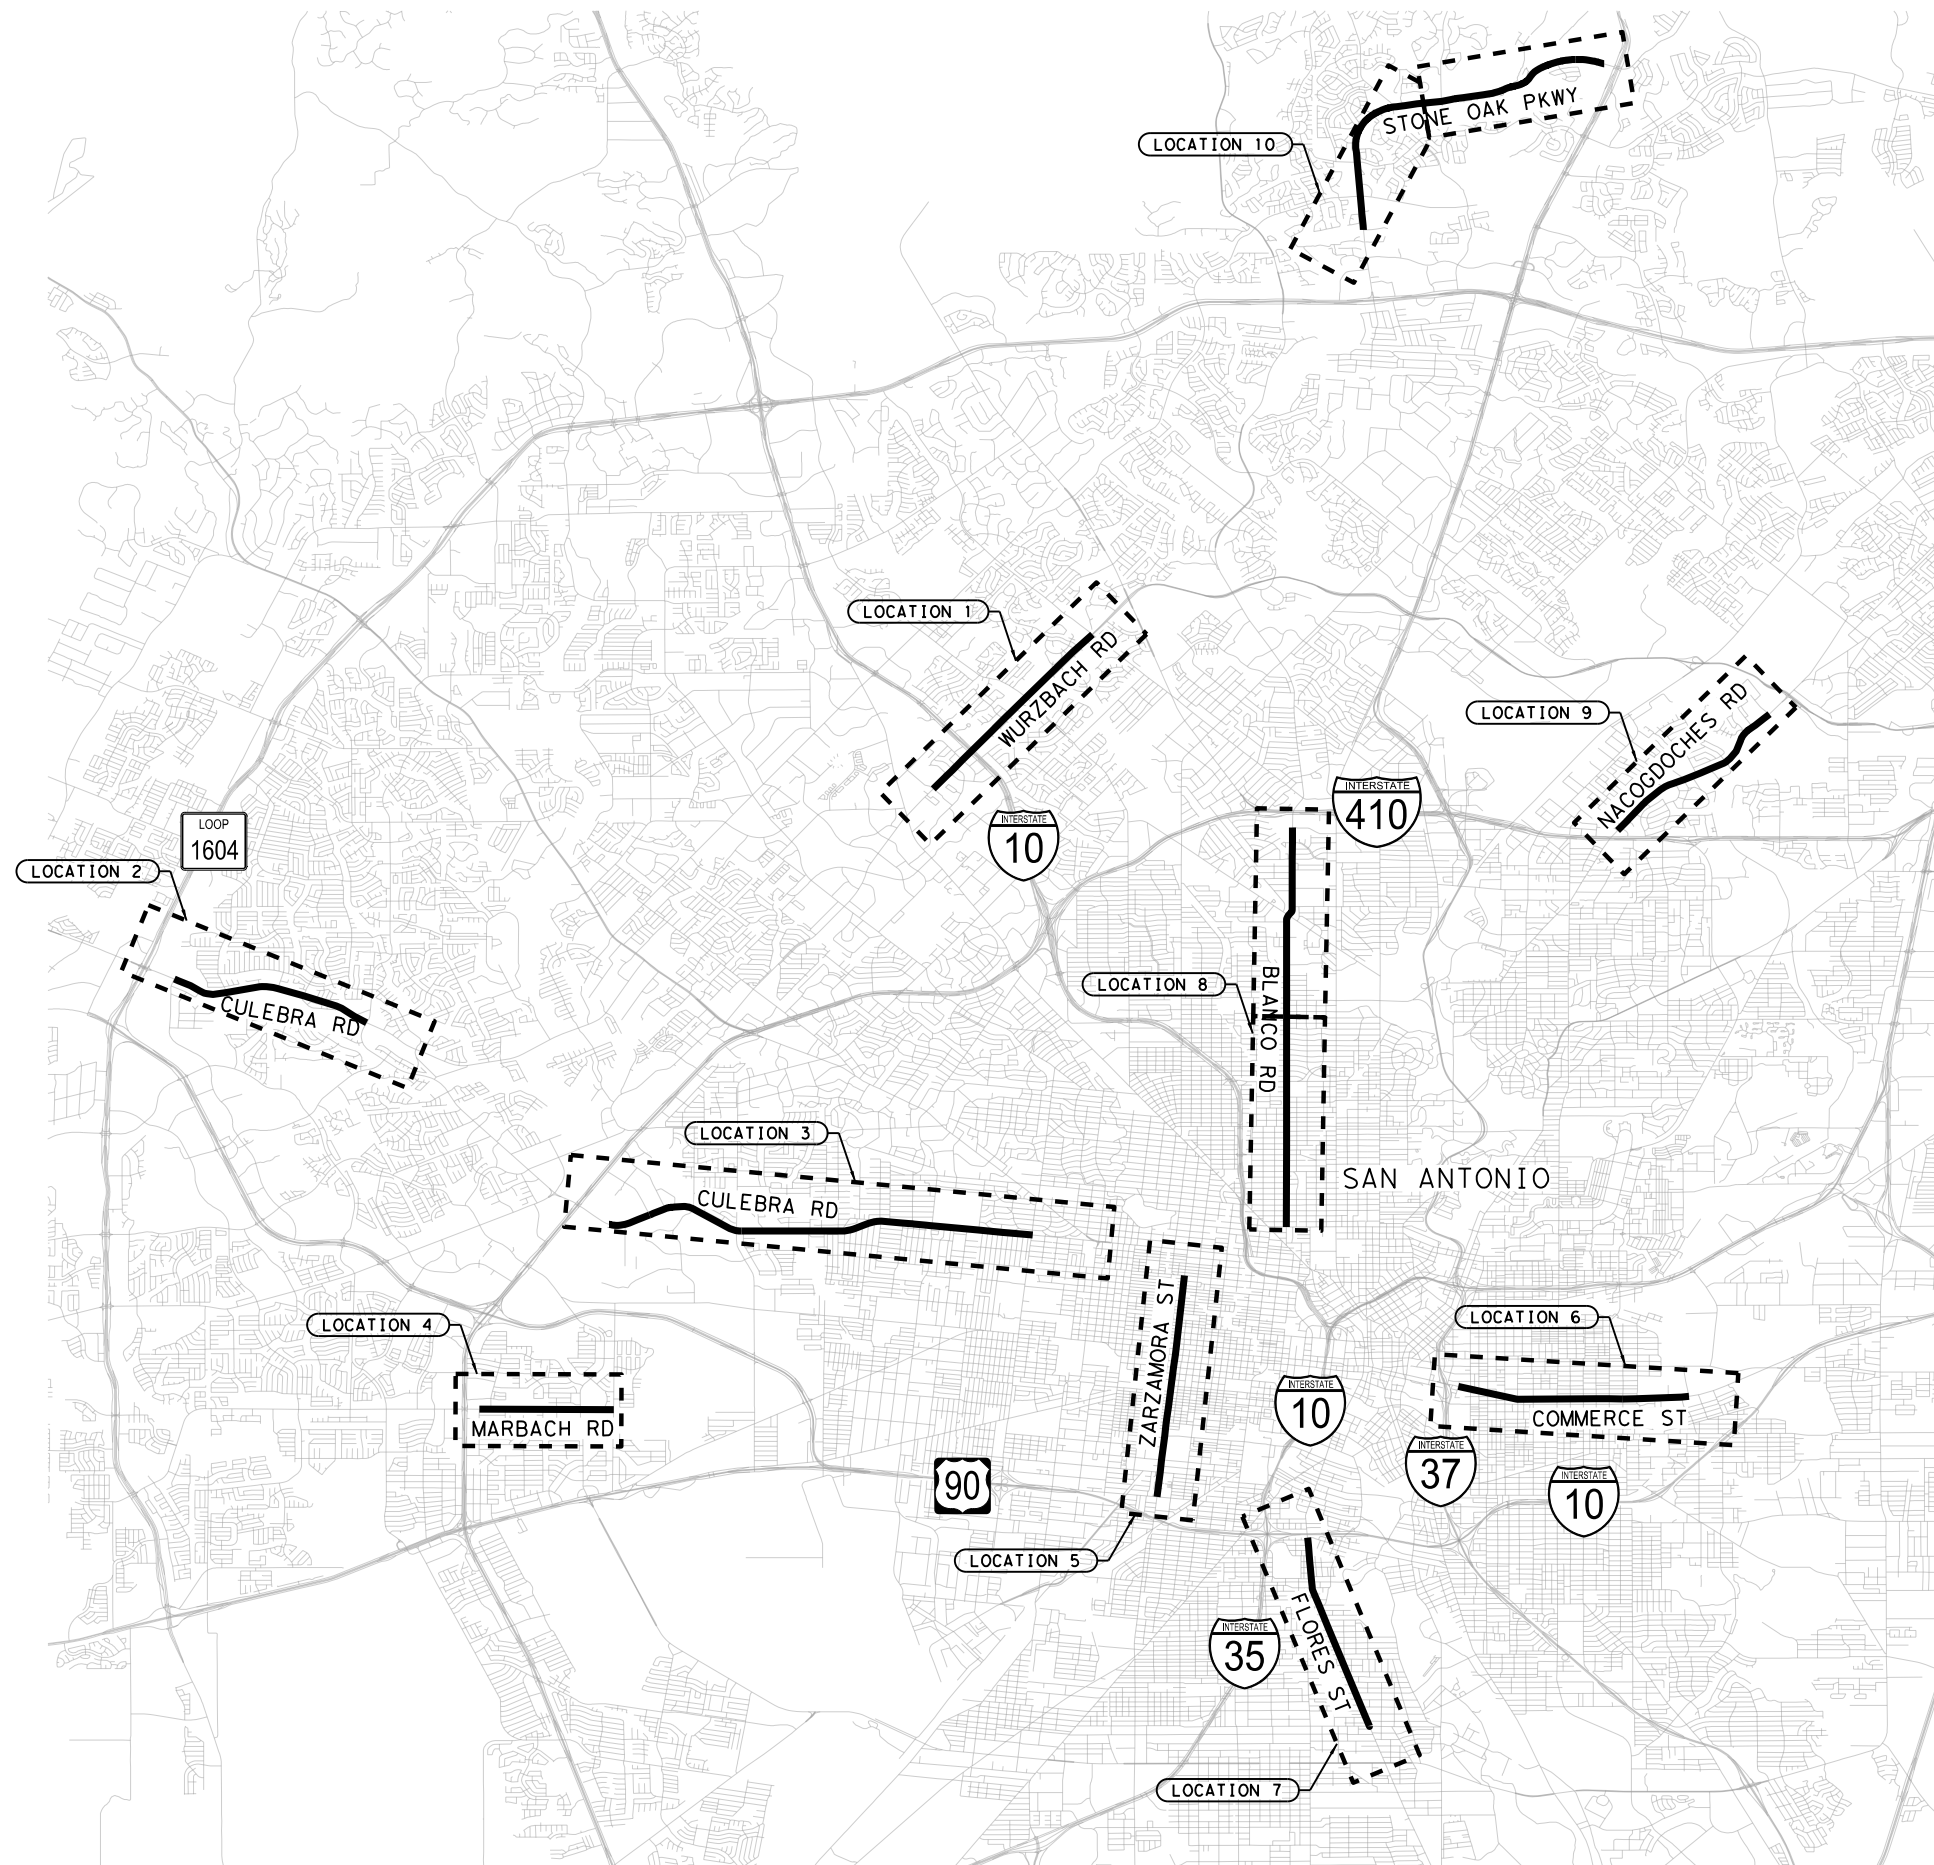 STONE OAK PKWY
LOCATION 10
LOCATION 1
WURZBACH RD
LOCATION 9
NACOGDOCHES RD
INTERSTATE
410
INTERSTATE
10
LOOP
1604
LOCATION 2
CULEBRA RD
LOCATION 8
BLANCO RD
LOCATION 3
CULEBRA RD
SAN ANTONIO
ZARZAMORA ST
LOCATION 4
MARBACH RD
LOCATION 6
COMMERCE ST
INTERSTATE
10
INTERSTATE
37
90
INTERSTATE
10
LOCATION 5
FLORES ST
INTERSTATE
35
LOCATION 7